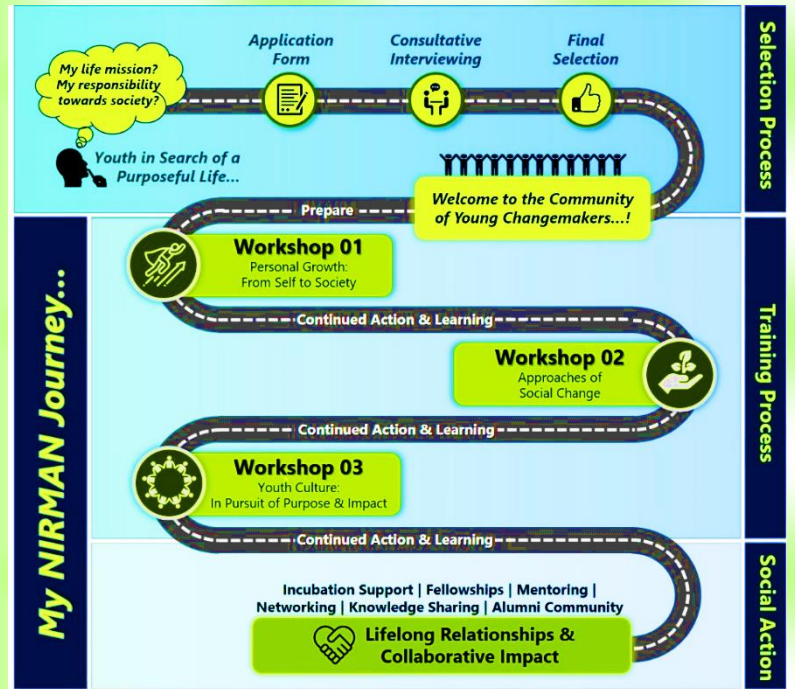 My life mission?
My responsibility
towards society?
Youth in Search of a
Purposeful Life...
Application
Form
Consultative
Interviewing
Final
Selection
Selection Process
Welcome to the Community
of Young Changemakers...!
Prepare
My NIRMAN Journey...
Workshop 01
Personal Growth:
From Self to Society
Continued Action & Learning
Workshop 02
Approaches of
Social Change
Training Process
Continued Action & Learning
Workshop 03
Youth Culture:
In Pursuit of Purpose & Impact
Continued Action & Learning
Incubation Support | Fellowships | Mentoring |
Networking | Knowledge Sharing | Alumni Community
Lifelong Relationships &
Collaborative Impact
Social Action